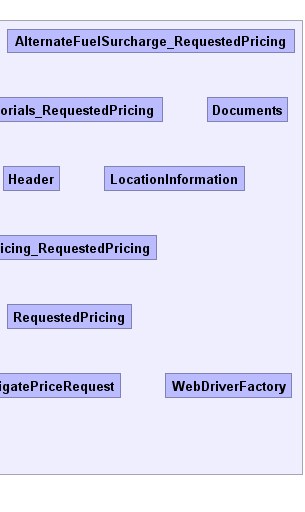 AlternateFuelSurcharge_RequestedPricing
orials_RequestedPricing Documents
Header LocationInformation
icing_RequestedPricing
RequestedPricing
igatePriceRequest WebDriverFactory